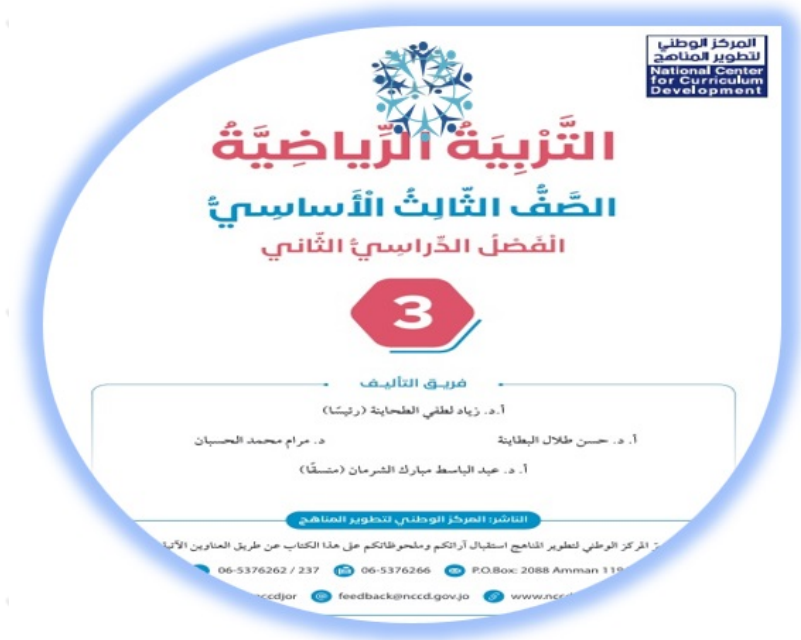 المركز الوطني
لتطوير المناهج
National Center
for Curriculum
Development
التَّرْبِيَةُ الرِّياضِيَّةُ
الصَّفُّ الثّالِثُ الْأَساسِيُّ
الْفَصْلُ الدِّراسِيُّ الثّاني
3
فريق التأليف
أ.د. زياد لطفي الطحاينة (رئيسًا)
أ. د. حسن طلال البطاينة د. مرام محمد الحسبان
أ. د. عبد الباسط مبارك الشرمان (منسقًا)
الناشر: المركز الوطني لتطوير المناهج
المركز الوطني لتطوير المناهج استقبال آرائكم وملحوظاتكم على هذا الكتاب عن طريق العناوين
06-5376262 / 237 06-5376266 P.O.Box: 2088 Amman
feedback@nccd.gov.jo